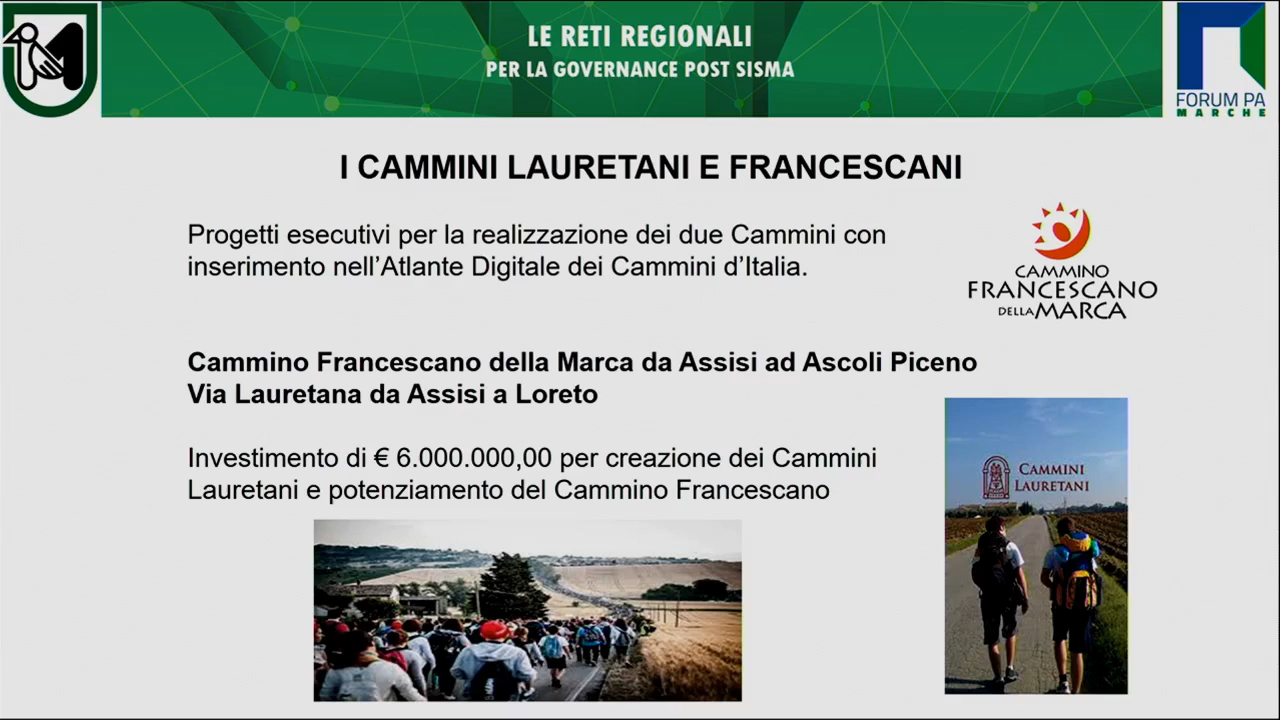 LE RETI REGIONALI
PER LA GOVERNANCE POST SISMA
FORUM PA
MARCHE
I CAMMINI LAURETANI E FRANCESCANI
Progetti esecutivi per la realizzazione dei due Cammini con
inserimento nell’Atlante Digitale dei Cammini d’Italia.
CAMMINO
FRANCESCANO
DELLA MARCA
Cammino Francescano della Marca da Assisi ad Ascoli Piceno
Via Lauretana da Assisi a Loreto
Investimento di € 6.000.000,00 per creazione dei Cammini
Lauretani e potenziamento del Cammino Francescano
CAMMINI
LAURETANI